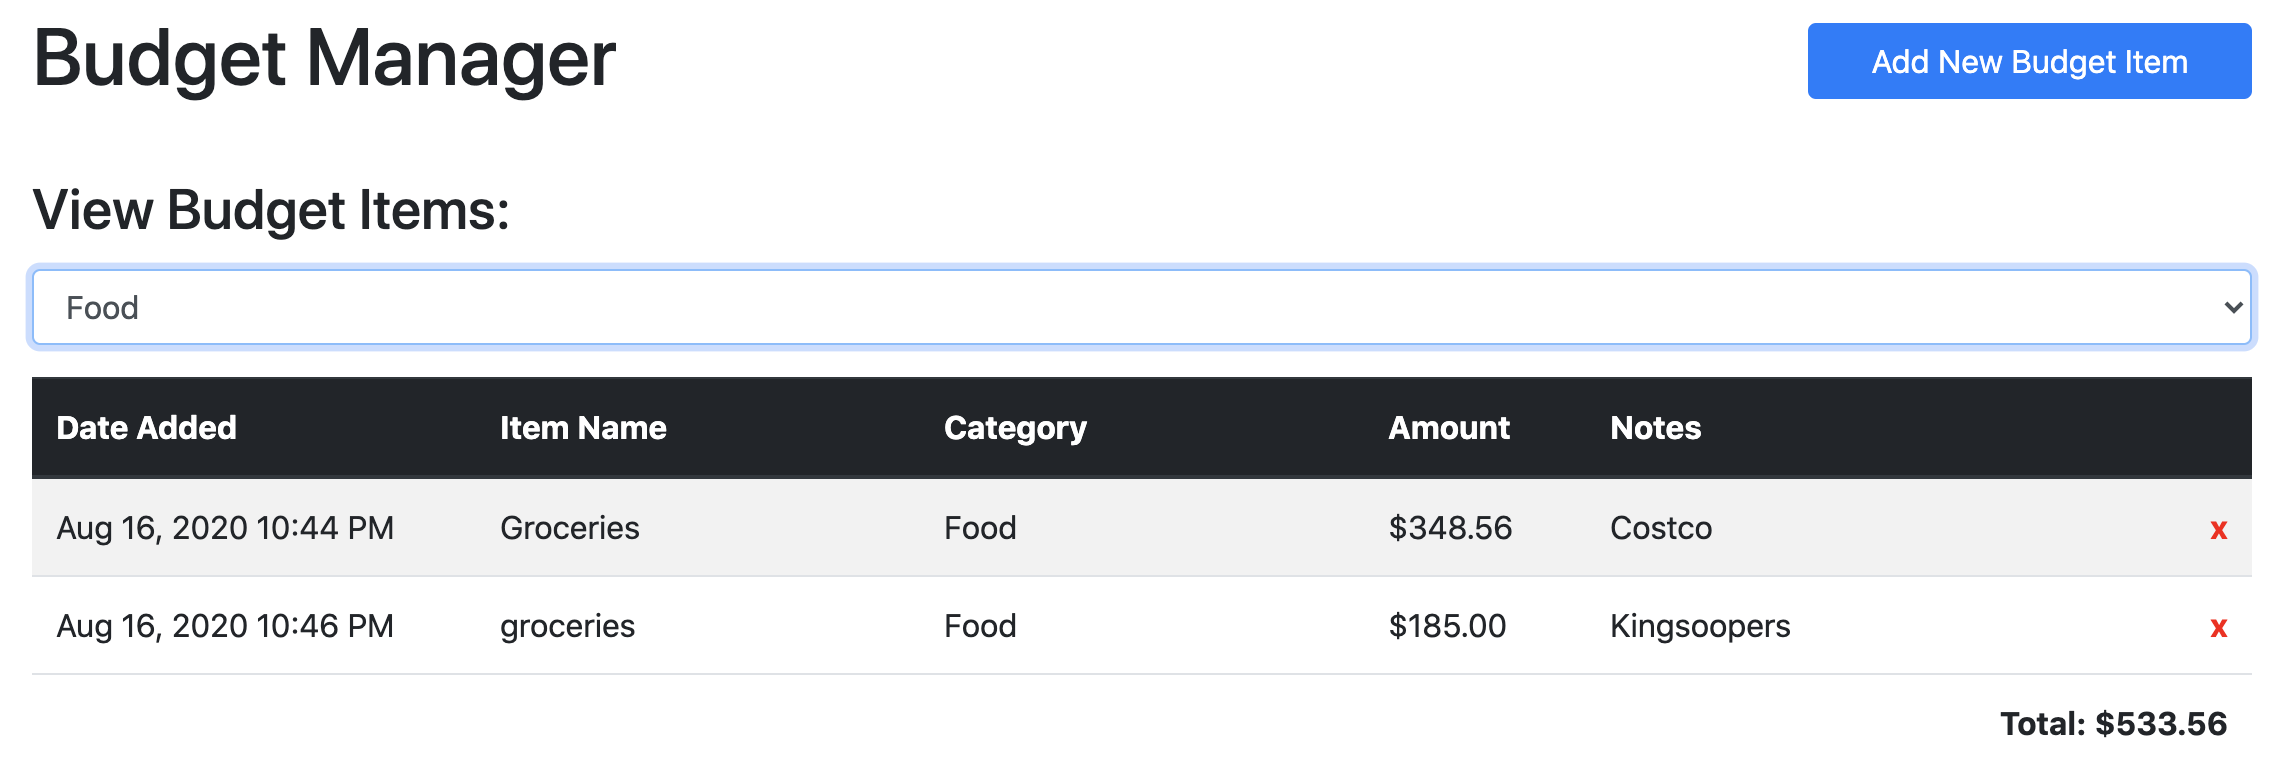 Budget Manager
Add New Budget Item
View Budget Items:
Food
Date Added Item Name Category Amount Notes
Aug 16, 2020 10:44 PM Groceries Food $348.56 Costco x
Aug 16, 2020 10:46 PM groceries Food $185.00 Kingsoopers x
Total: $533.56